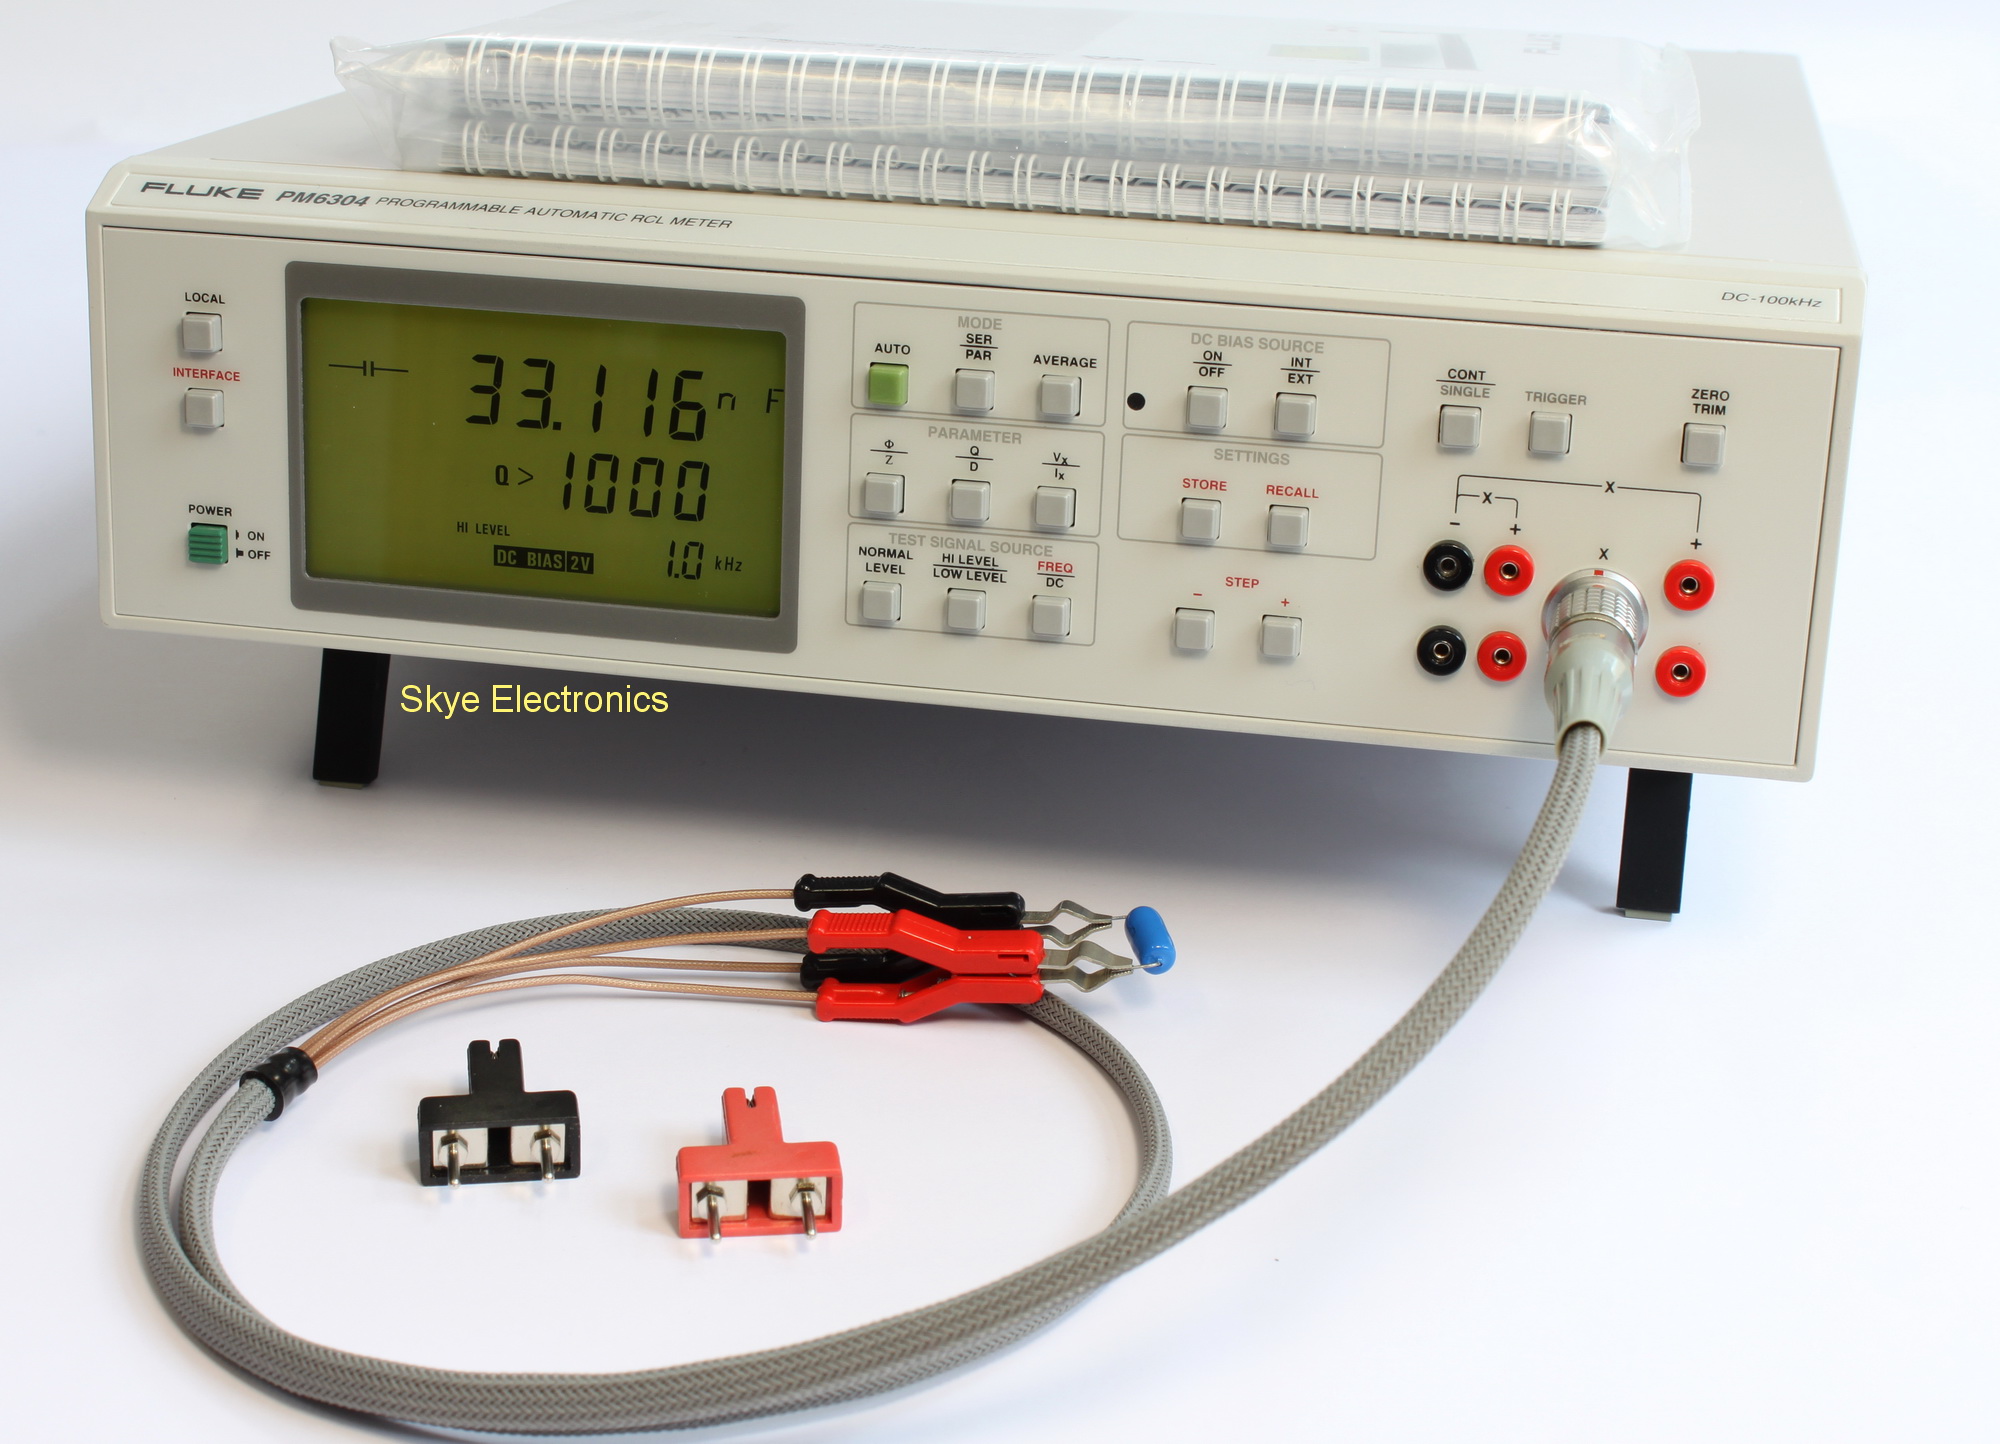 FLUKE PM6304 PROGRAMMABLE AUTOMATIC RCL METER
DC-100kHz
LOCAL
INTERFACE
POWER
ON
OFF
33.116 n F
Q > 1000
HI LEVEL
DC BIAS 2V
1.0 kHz
MODE
AUTO
SER
PAR
AVERAGE
PARAMETER
Φ
Z
Q
D
Vx
Ix
TEST SIGNAL SOURCE
NORMAL
LEVEL
HI LEVEL
LOW LEVEL
FREQ
DC
DC BIAS SOURCE
ON
OFF
INT
EXT
SETTINGS
STORE
RECALL
STEP
- +
CONT
SINGLE
TRIGGER
ZERO
TRIM
X
X
- + +
X
Skye Electronics